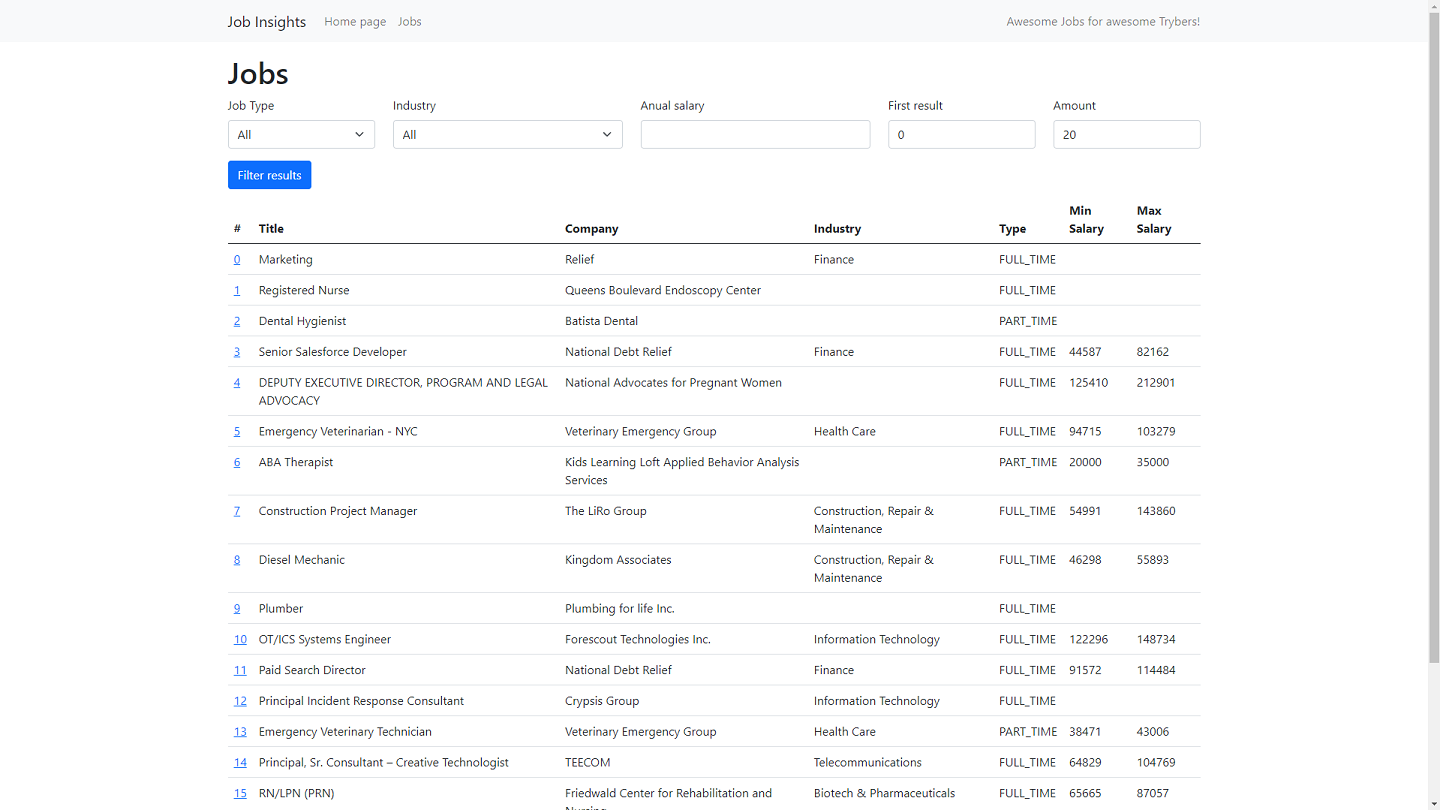 Job Insights Home page Jobs Awesome Jobs for awesome Trybers!
Jobs
Job Type Industry Anual salary First result Amount
All All 0 20
Filter results
# Title Company Industry Type Min Salary Max Salary
0 Marketing Relief Finance FULL_TIME
1 Registered Nurse Queens Boulevard Endoscopy Center FULL_TIME
2 Dental Hygienist Batista Dental PART_TIME
3 Senior Salesforce Developer National Debt Relief Finance FULL_TIME 44587 82162
4 DEPUTY EXECUTIVE DIRECTOR, PROGRAM AND LEGAL ADVOCACY National Advocates for Pregnant Women FULL_TIME 125410 212901
5 Emergency Veterinarian - NYC Veterinary Emergency Group Health Care FULL_TIME 94715 103279
6 ABA Therapist Kids Learning Loft Applied Behavior Analysis Services PART_TIME 20000 35000
7 Construction Project Manager The LiRo Group Construction, Repair & Maintenance FULL_TIME 54991 143860
8 Diesel Mechanic Kingdom Associates Construction, Repair & Maintenance FULL_TIME 46298 55893
9 Plumber Plumbing for life Inc. FULL_TIME
10 OT/ICS Systems Engineer Forescout Technologies Inc. Information Technology FULL_TIME 122296 148734
11 Paid Search Director National Debt Relief Finance FULL_TIME 91572 114484
12 Principal Incident Response Consultant Crypsis Group Information Technology FULL_TIME
13 Emergency Veterinary Technician Veterinary Emergency Group Health Care PART_TIME 38471 43006
14 Principal, Sr. Consultant – Creative Technologist TEECOM Telecommunications FULL_TIME 64829 104769
15 RN/LPN (PRN) Friedwald Center for Rehabilitation and Biotech & Pharmaceuticals FULL_TIME 65665 87057